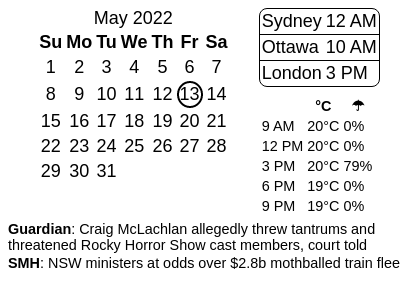 May 2022
Su Mo Tu We Th Fr Sa
1 2 3 4 5 6 7
8 9 10 11 12 13 14
15 16 17 18 19 20 21
22 23 24 25 26 27 28
29 30 31
Sydney 12 AM
Ottawa 10 AM
London 3 PM
°C ☂
9 AM 20°C 0%
12 PM 20°C 0%
3 PM 20°C 79%
6 PM 19°C 0%
9 PM 19°C 0%
Guardian: Craig McLachlan allegedly threw tantrums and
threatened Rocky Horror Show cast members, court told
SMH: NSW ministers at odds over $2.8b mothballed train flee